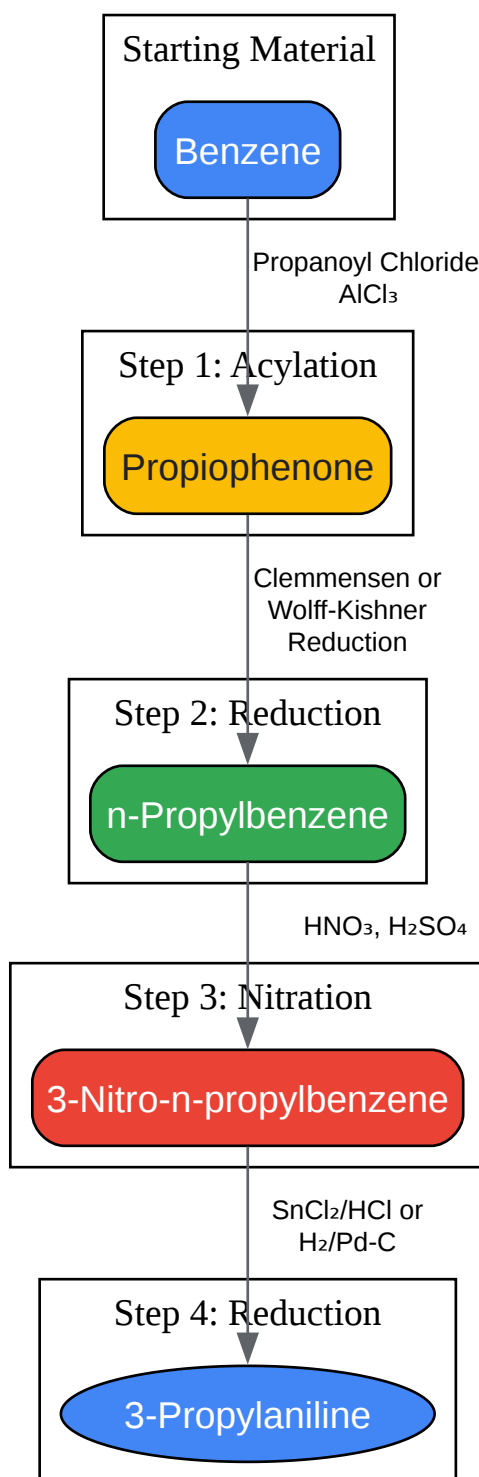 Starting Material
Benzene
Propanoyl Chloride
AlCl₃
Step 1: Acylation
Propiophenone
Clemmensen or
Wolff-Kishner
Reduction
Step 2: Reduction
n-Propylbenzene
HNO₃, H₂SO₄
Step 3: Nitration
3-Nitro-n-propylbenzene
SnCl₂/HCl or
H₂/Pd-C
Step 4: Reduction
3-Propylaniline